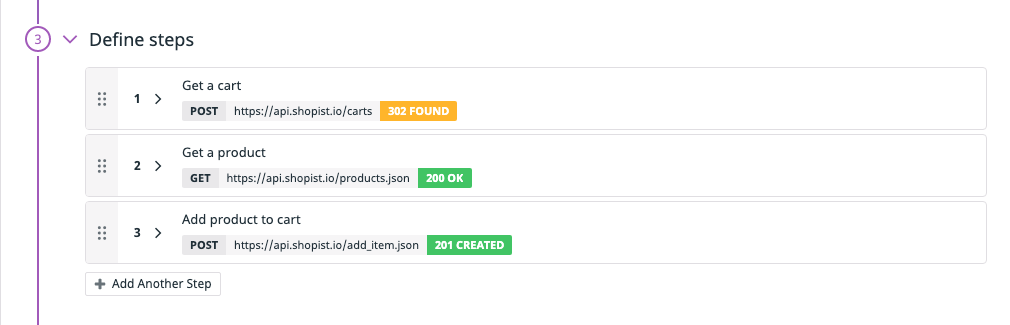 3
Define steps
1
Get a cart
POST https://api.shopist.io/carts 302 FOUND
2
Get a product
GET https://api.shopist.io/products.json 200 OK
3
Add product to cart
POST https://api.shopist.io/add_item.json 201 CREATED
Add Another Step